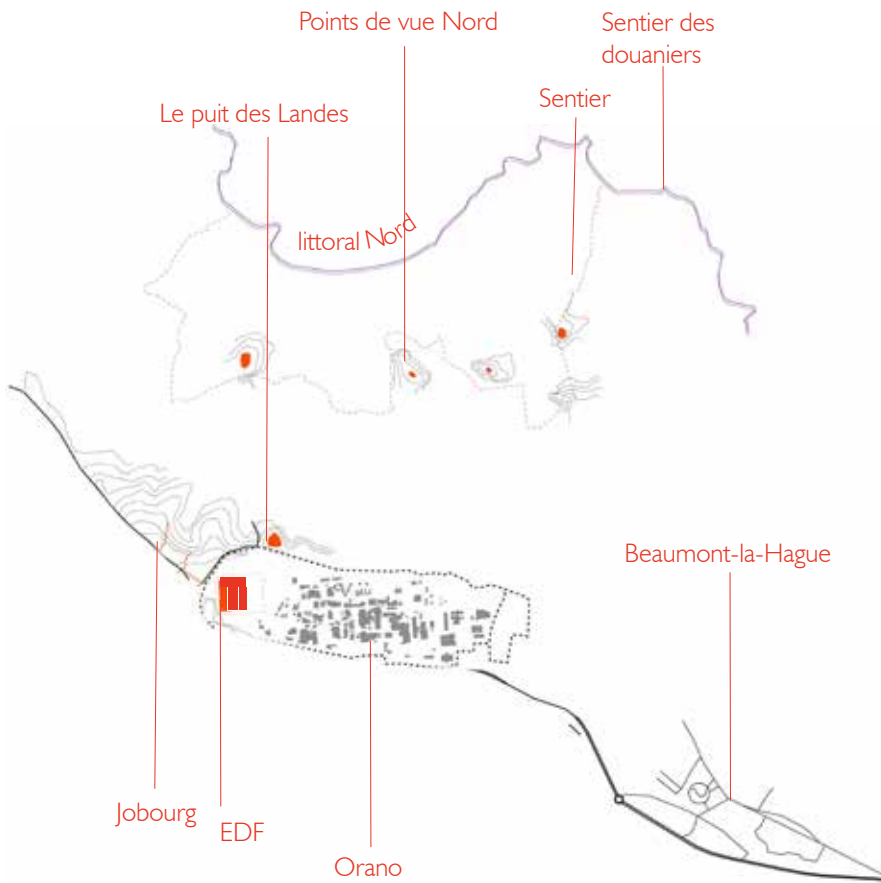 Points de vue Nord
Sentier des
douaniers
Sentier
Le puit des Landes
littoral Nord
Beaumont-la-Hague
Jobourg
EDF
Orano